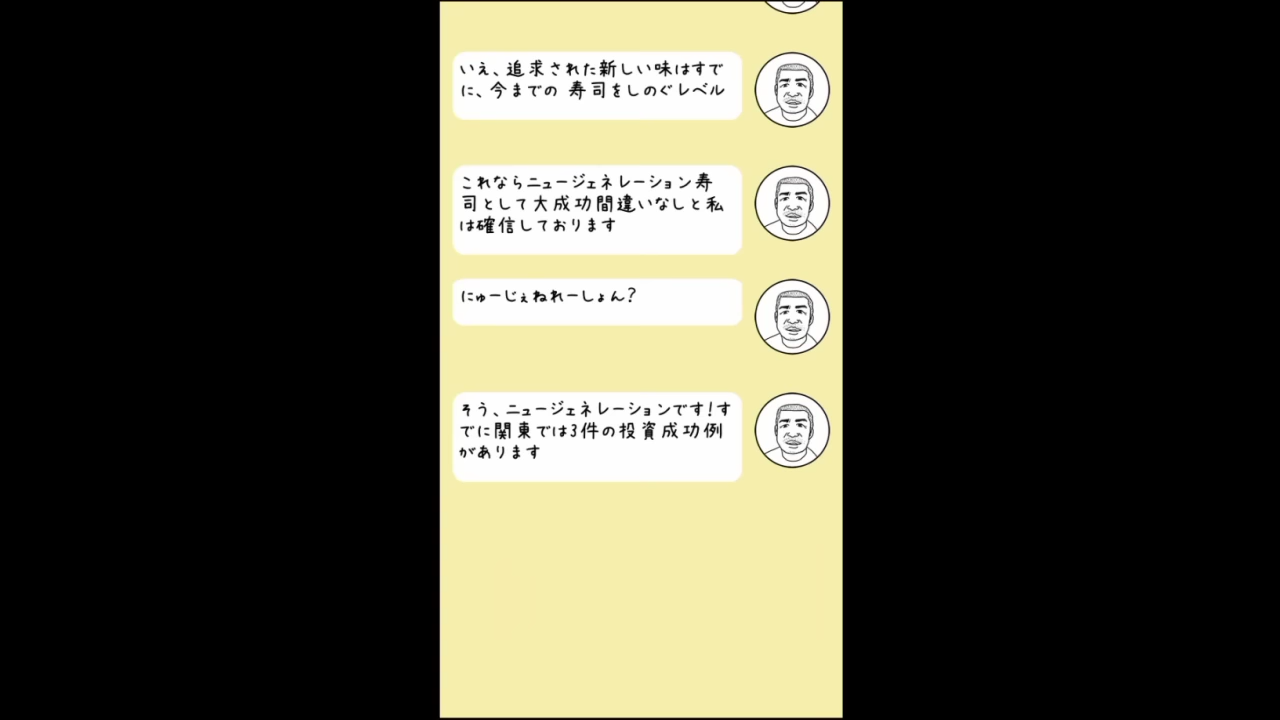 いえ、追求された新しい味はすで
に、今までの 寿司をしのぐレベル
これならニュージェネレーション寿
司として大成功間違いなしと私
は確信しております
にゅーじぇねれーしょん?
そう、ニュージェネレーションです!す
でに関東では3件の投資成功例
があります